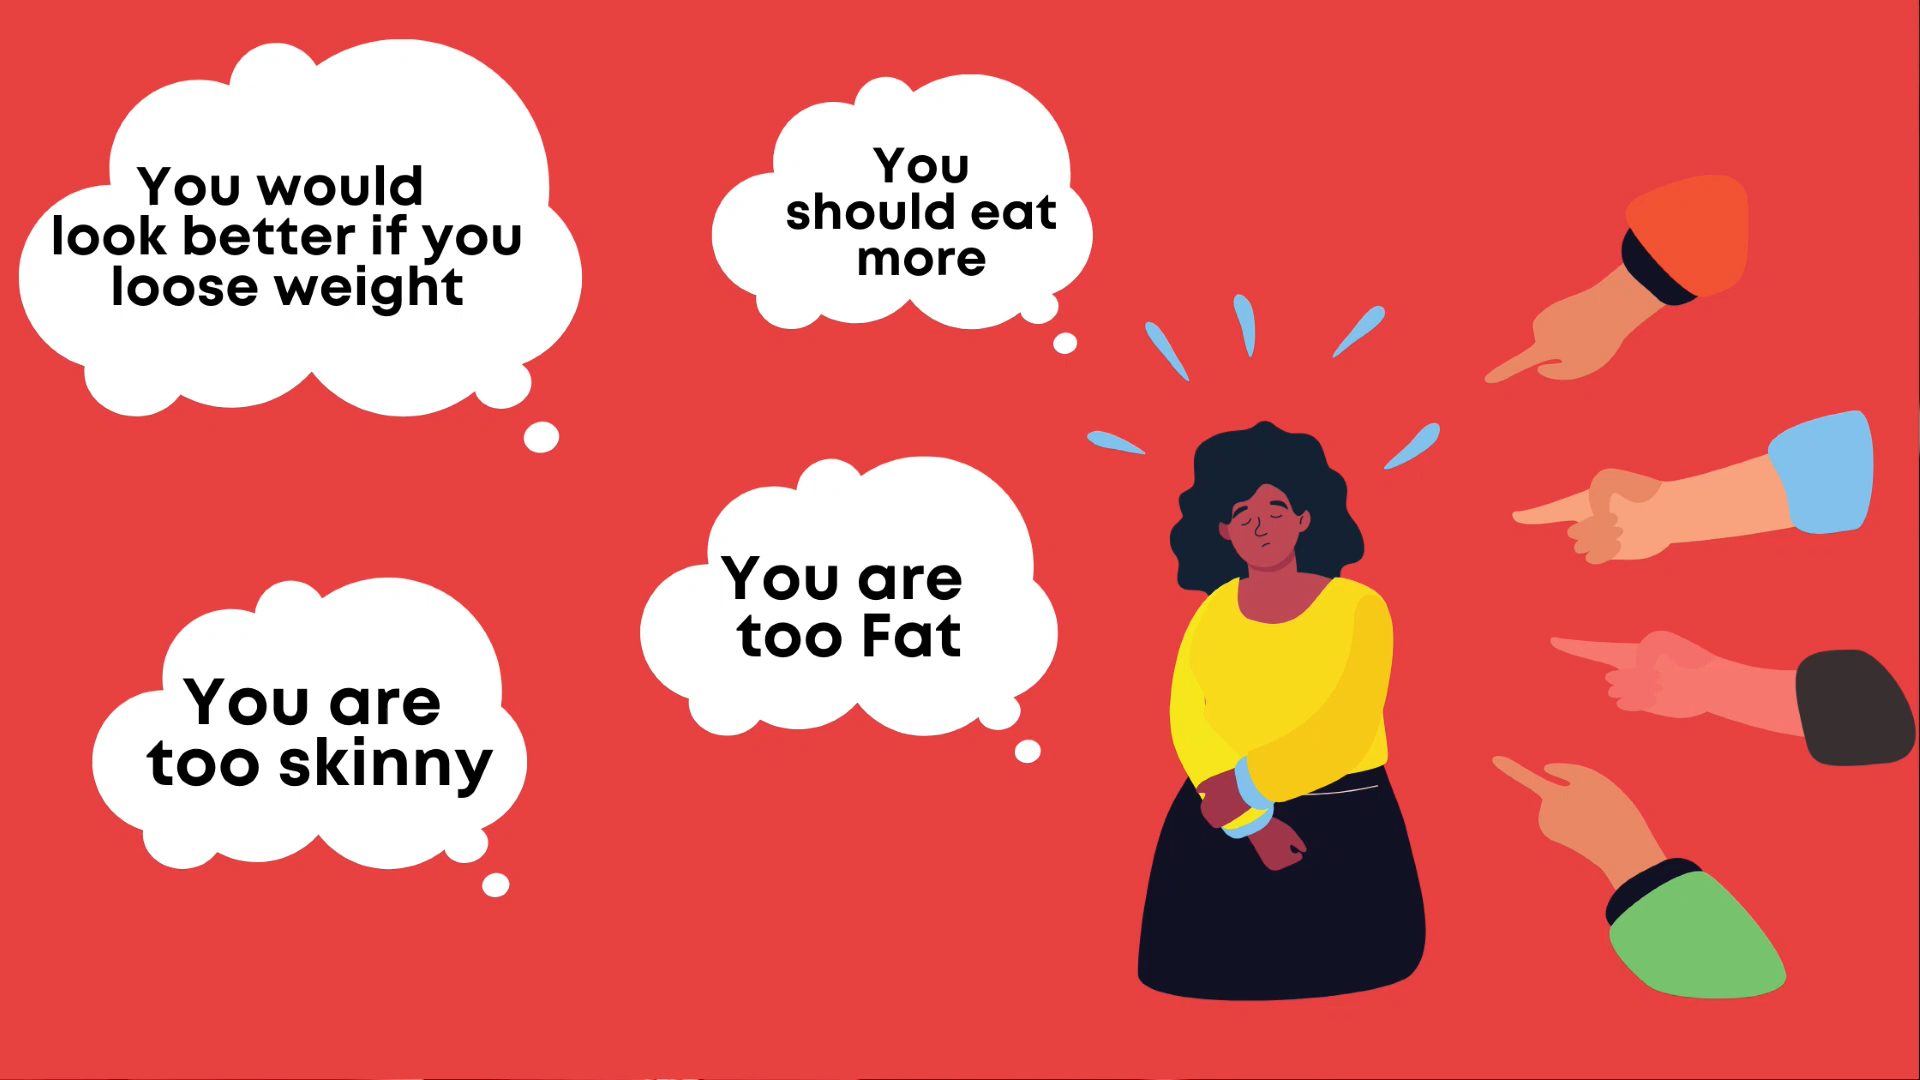 You would
look better if you
loose weight
You
should eat
more
You are
too Fat
You are
too skinny